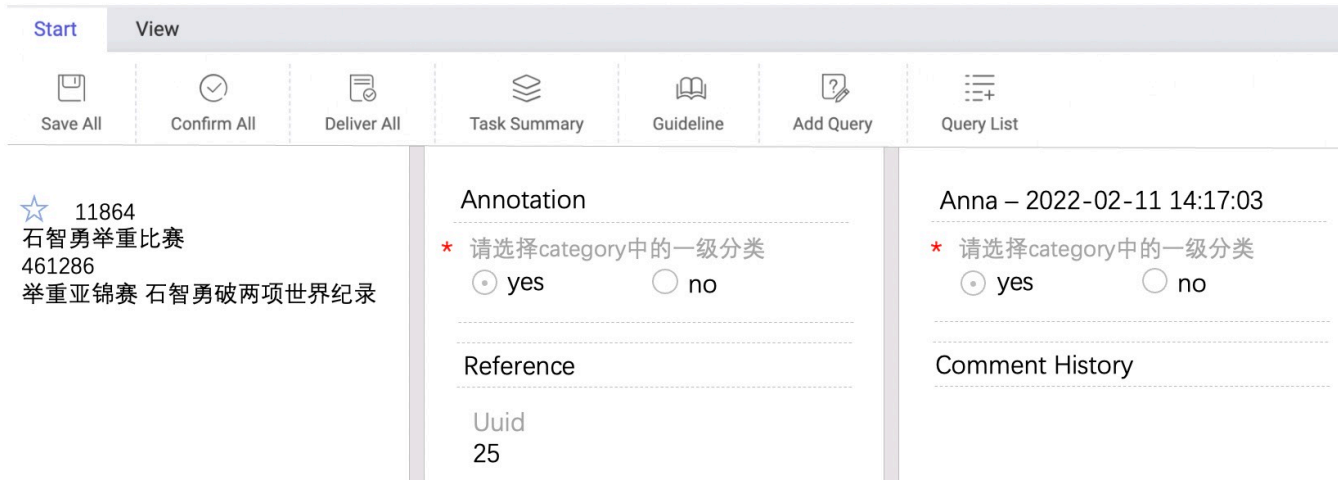 Start View
Save All Confirm All Deliver All Task Summary Guideline Add Query Query List
11864
石智勇举重比赛
461286
举重亚锦赛 石智勇破两项世界纪录
Annotation
* 请选择category中的一级分类
yes no
Reference
Uuid
25
Anna – 2022-02-11 14:17:03
* 请选择category中的一级分类
yes no
Comment History